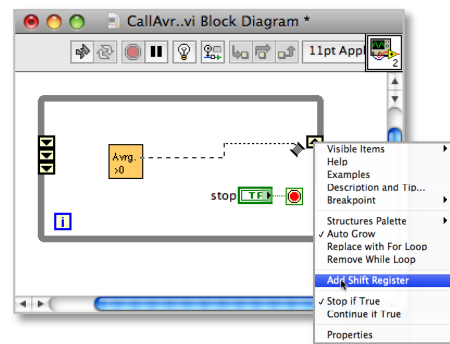 CallAvr..vi Block Diagram *
11pt Appl
2
Avrg.
>0
stop
TF
i
Visible Items
Help
Examples
Description and Tip...
Breakpoint
Structures Palette
Auto Grow
Replace with For Loop
Remove While Loop
Add Shift Register
Stop if True
Continue if True
Properties